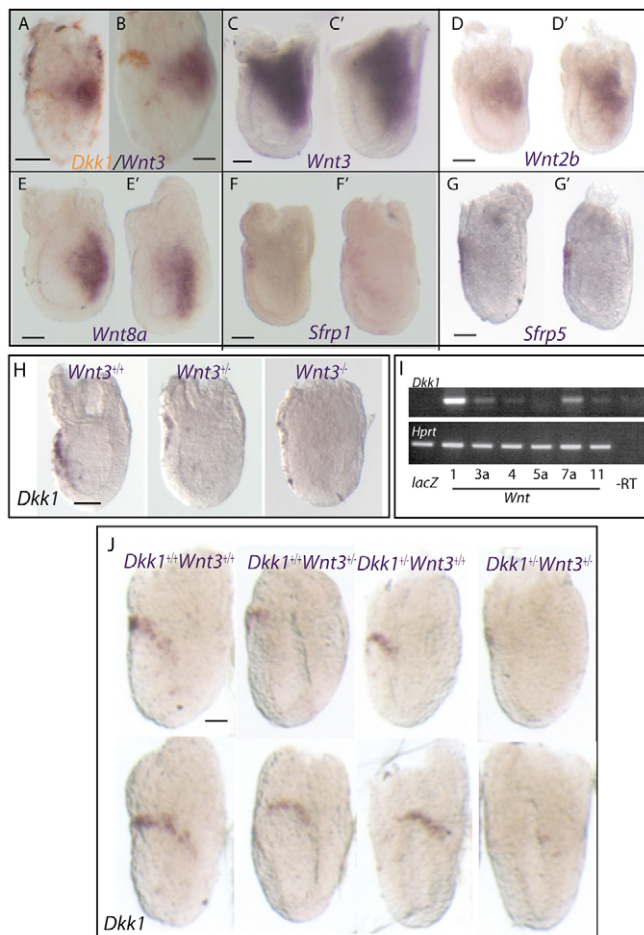 A B C C' D D'
Dkk1/Wnt3 Wnt3 Wnt2b
E E' F F' G G'
Wnt8a Sfrp1 Sfrp5
H Wnt3+/+ Wnt3+/- Wnt3-/-
Dkk1
I
Dkk1
Hprt
lacZ 1 3a 4 5a 7a 11 -RT
Wnt
J
Dkk1+/+Wnt3+/+ Dkk1+/+Wnt3+/- Dkk1+/-Wnt3+/+ Dkk1+/-Wnt3+/-
Dkk1